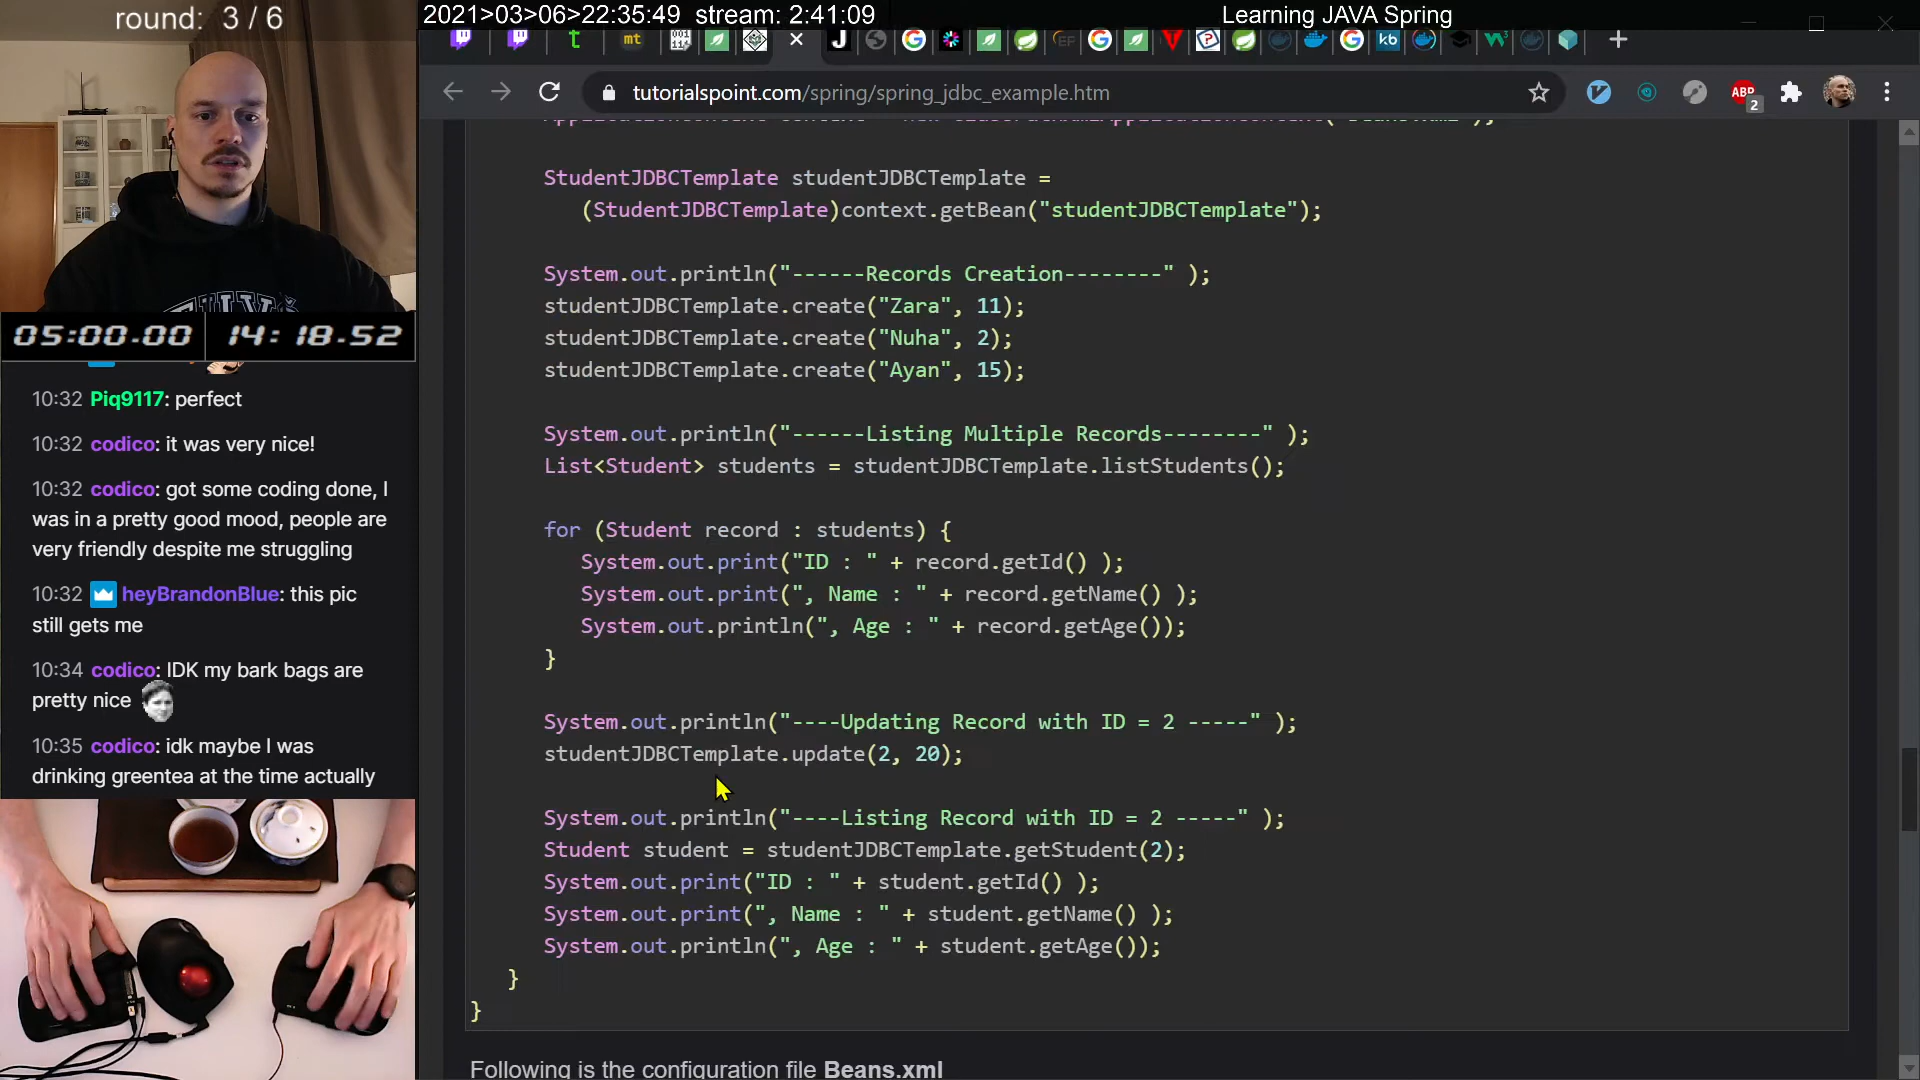 round: 3 / 6
2021>03>06>22:35:49 stream: 2:41:09
Learning JAVA Spring
tutorialspoint.com/spring/spring_jdbc_example.htm
ABP
2
05:00.00
14:18.52
10:32 Piq9117: perfect
10:32 codico: it was very nice!
10:32 codico: got some coding done, I
was in a pretty good mood, people are
very friendly despite me struggling
10:32 heyBrandonBlue: this pic
still gets me
10:34 codico: IDK my bark bags are
pretty nice
10:35 codico: idk maybe I was
drinking greentea at the time actually
StudentJDBCTemplate studentJDBCTemplate =
(StudentJDBCTemplate)context.getBean("studentJDBCTemplate");
System.out.println("------Records Creation--------" );
studentJDBCTemplate.create("Zara", 11);
studentJDBCTemplate.create("Nuha", 2);
studentJDBCTemplate.create("Ayan", 15);
System.out.println("------Listing Multiple Records--------" );
List<Student> students = studentJDBCTemplate.listStudents();
for (Student record : students) {
System.out.print("ID : " + record.getId() );
System.out.print(", Name : " + record.getName() );
System.out.println(", Age : " + record.getAge());
}
System.out.println("----Updating Record with ID = 2 -----" );
studentJDBCTemplate.update(2, 20);
System.out.println("----Listing Record with ID = 2 -----" );
Student student = studentJDBCTemplate.getStudent(2);
System.out.print("ID : " + student.getId() );
System.out.print(", Name : " + student.getName() );
System.out.println(", Age : " + student.getAge());
}
}
Following is the configuration file Beans.xml